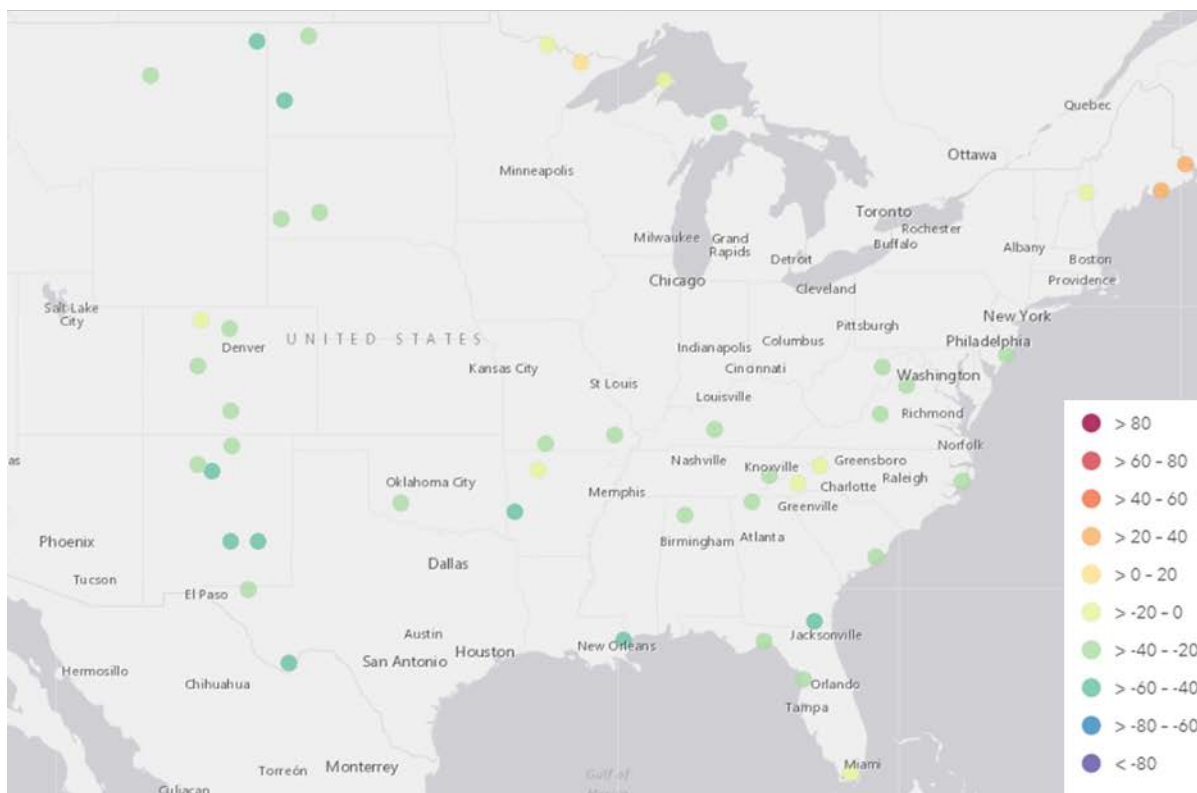 Quebec
Ottawa
Minneapolis
Toronto
Rochester
Milwaukee
Grand
Rapids
Buffalo
Albany
Detroit
Boston
Chicago
Cleveland
Providence
Salt Lake
City
New York
UNITED STATES
Pittsburgh
Denver
Indianapolis
Columbus
Philadelphia
Kansas City
Cincinnati
Washington
St Louis
Louisville
Richmond
Norfolk
as
Nashville
Knoxville
Greensboro
Oklahoma City
Memphis
Charlotte
Raleigh
Greenville
Phoenix
Birmingham
Atlanta
Dallas
Tucson
El Paso
Austin
Jacksonville
Houston
New Orleans
San Antonio
Hermosillo
Chihuahua
Orlando
Tampa
Torreón
Monterrey
Miami
Gulf of
Culiacan
> 80
> 60 - 80
> 40 - 60
> 20 - 40
> 0 - 20
> -20 - 0
> -40 - -20
> -60 - -40
> -80 - -60
< -80